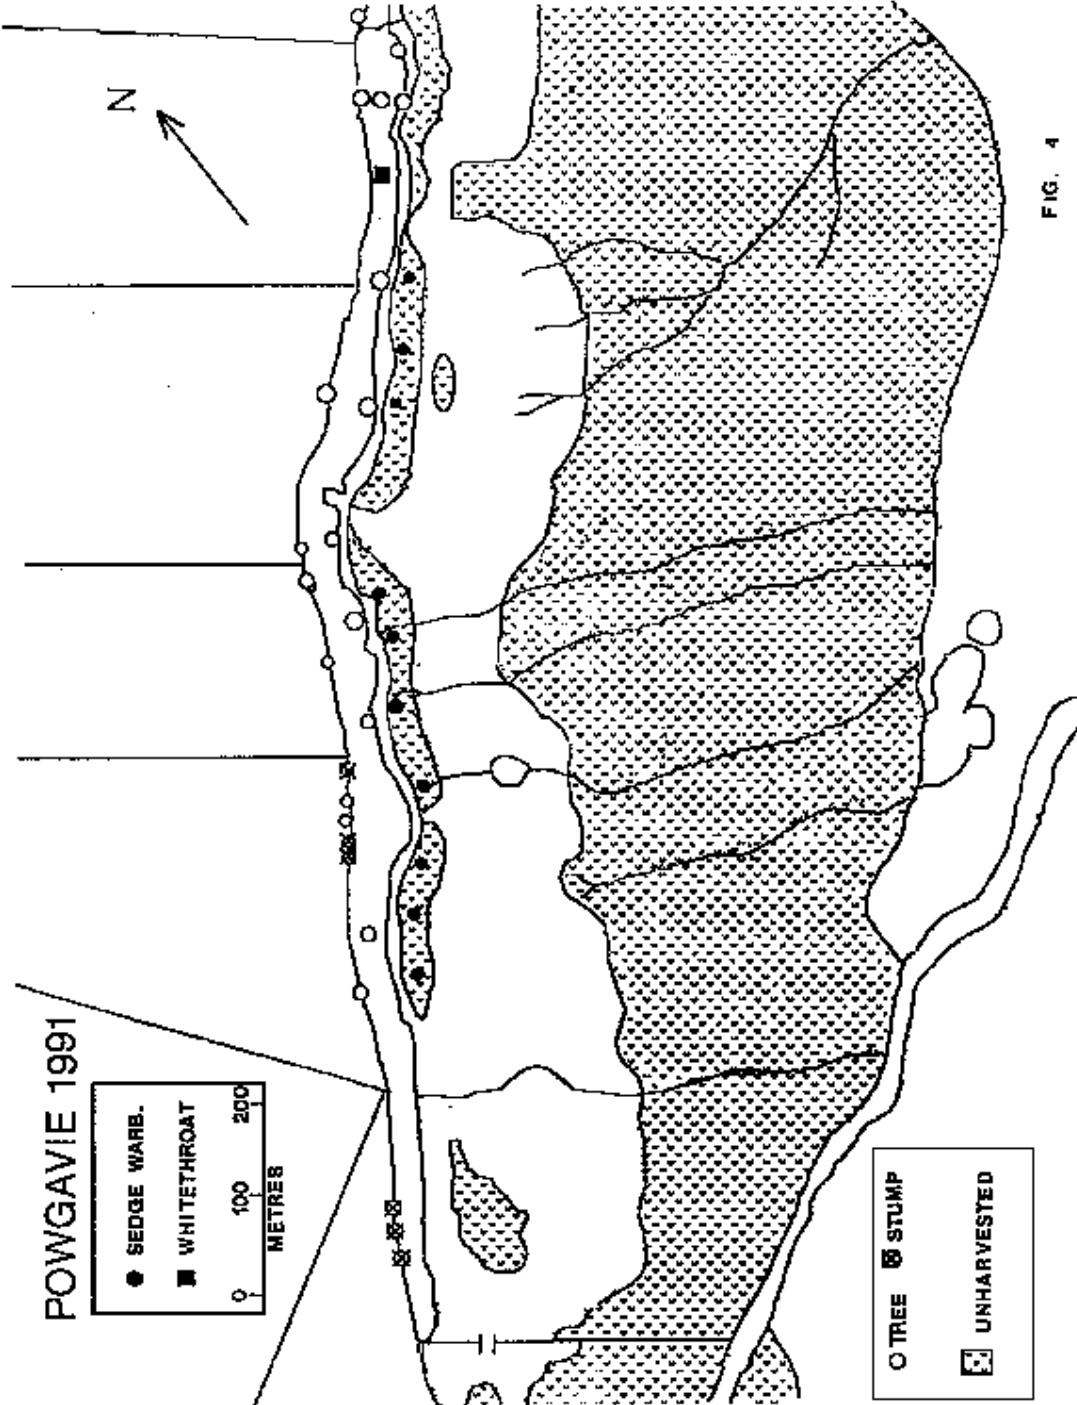 POWGAVIE 1991
● SEDGE WARB.
■ WHITETHROAT
0 100 200
METRES
N
○ TREE ⊠ STUMP
UNHARVESTED
FIG. 4